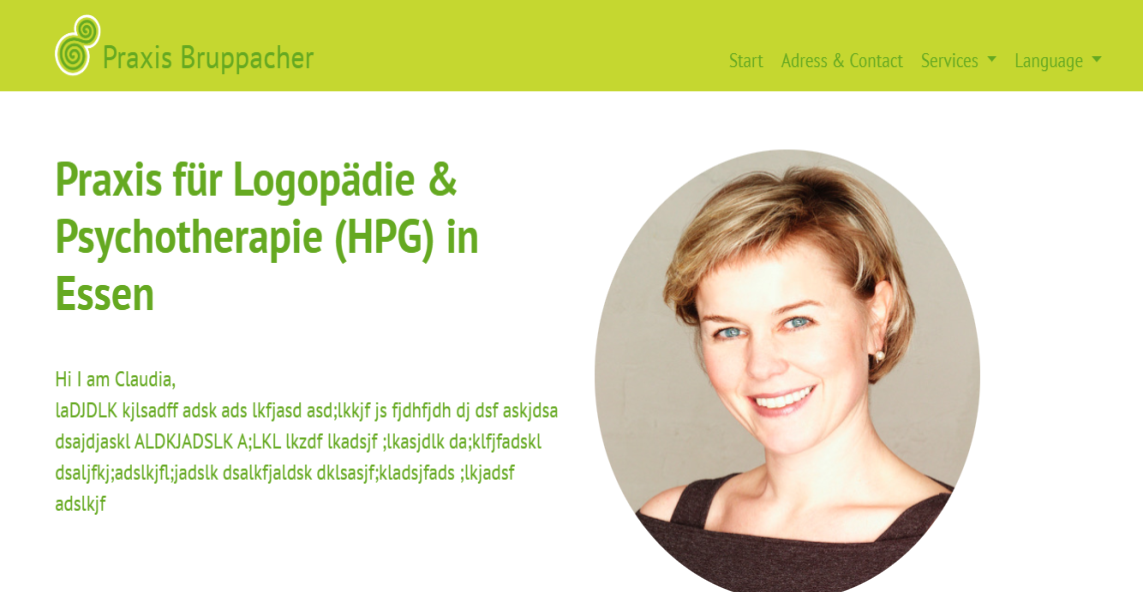 Praxis Bruppacher
Start Adress & Contact Services Language
Praxis für Logopädie &
Psychotherapie (HPG) in
Essen
Hi I am Claudia,
laDJDLK kjlsadff adsk ads lkfjasd asd;lkkjf js fjdhfjdh dj dsf askjdsa
dsajdjaskl ALDKJADSLK A;LKL lkzdf lkadsjf ;lkasjdlk da;klfjfadskl
dsaljfkj;adslkjfl;jadslk dsalkfjaldsk dklsasjf;kladsjfads ;lkjadsf
adslkjf